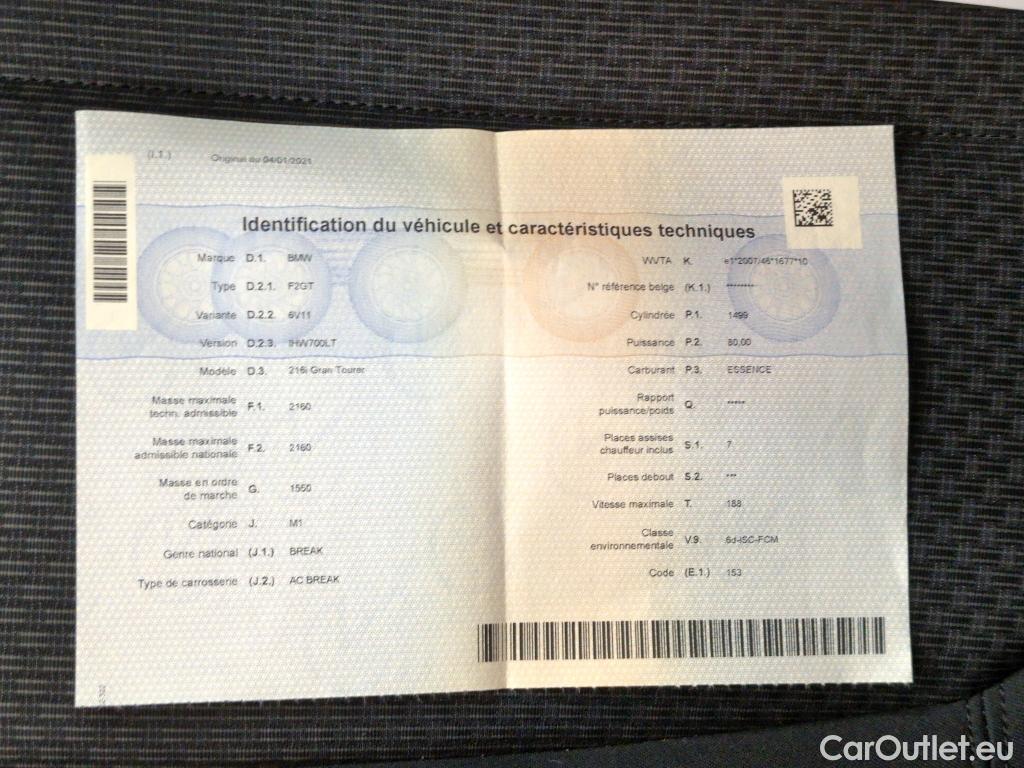 (I.1.) Original du 04/01/2021
Identification du véhicule et caractéristiques techniques
Marque D.1. BMW
Type D.2.1. F2GT
Variante D.2.2. 6V11
Version D.2.3. IHW700LT
Modèle D.3. 216i Gran Tourer
Masse maximale
techn. admissible F.1. 2160
Masse maximale
admissible nationale F.2. 2160
Masse en ordre
de marche G. 1550
Catégorie J. M1
Genre national (J.1.) BREAK
Type de carrosserie (J.2.) AC BREAK
WVTA K. e1*2007/46*1677*10
N° référence belge (K.1.) ********
Cylindrée P.1. 1499
Puissance P.2. 80,00
Carburant P.3. ESSENCE
Rapport
puissance/poids Q. *****
Places assises
chauffeur inclus S.1. 7
Places debout S.2. ***
Vitesse maximale T. 188
Classe
environnementale V.9. 6d-ISC-FCM
Code (E.1.) 153
CarOutlet.eu